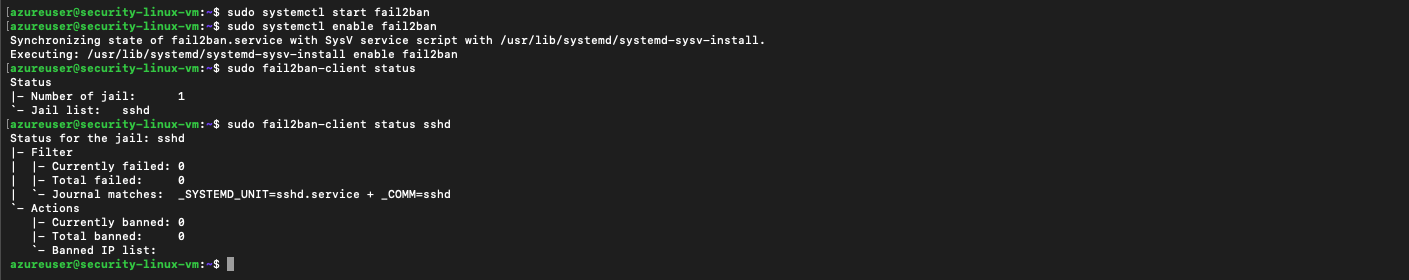 [azureuser@security-linux-vm:~$ sudo systemctl start fail2ban
[azureuser@security-linux-vm:~$ sudo systemctl enable fail2ban
Synchronizing state of fail2ban.service with SysV service script with /usr/lib/systemd/systemd-sysv-install.
Executing: /usr/lib/systemd/systemd-sysv-install enable fail2ban
[azureuser@security-linux-vm:~$ sudo fail2ban-client status
Status
|- Number of jail:      1
`- Jail list:   sshd
[azureuser@security-linux-vm:~$ sudo fail2ban-client status sshd
Status for the jail: sshd
|- Filter
|  |- Currently failed: 0
|  |- Total failed:     0
|  `- Journal matches:  _SYSTEMD_UNIT=sshd.service + _COMM=sshd
`- Actions
   |- Currently banned: 0
   |- Total banned:     0
   `- Banned IP list:
azureuser@security-linux-vm:~$